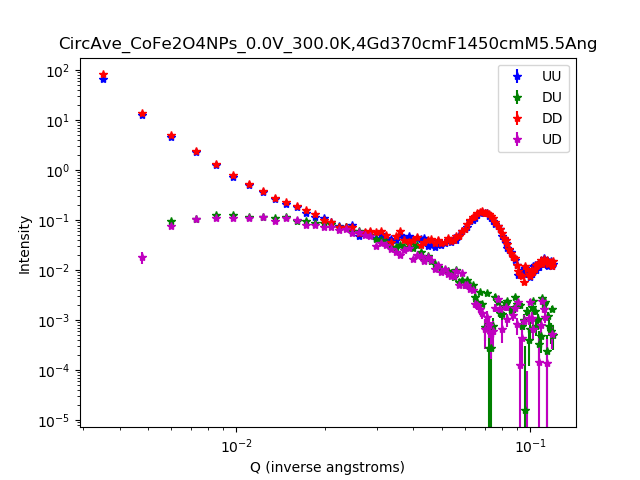 CircAve_CoFe2O4NPs_0.0V_300.0K,4Gd370cmF1450cmM5.5Ang
UU
DU
DD
UD
10²
10¹
10⁰
10⁻¹
10⁻²
10⁻³
10⁻⁴
10⁻⁵
Intensity
10⁻² 10⁻¹
Q (inverse angstroms)